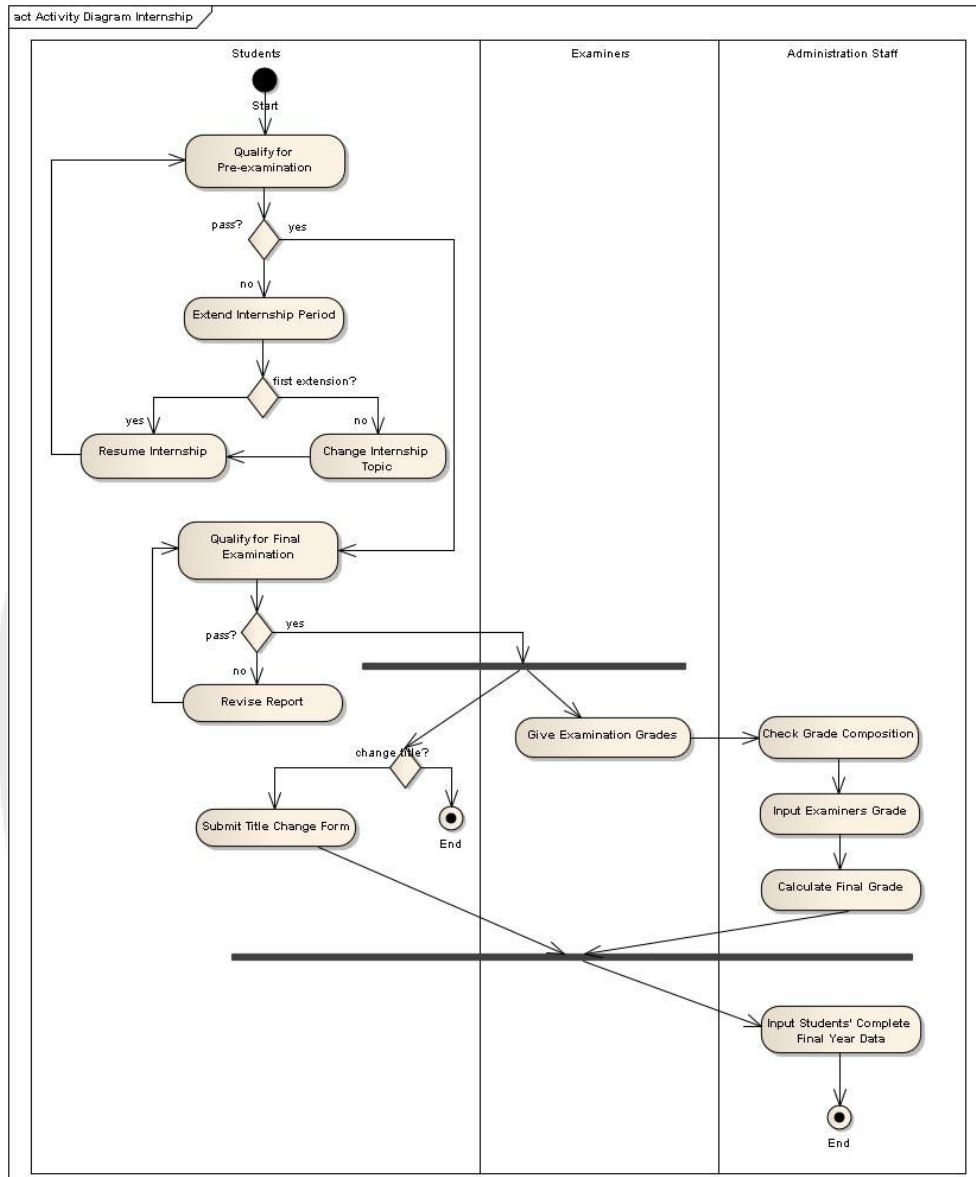 act Activity Diagram Internship
Students
Examiners
Administration Staff
Start
Qualify for
Pre-examination
pass?
yes
no
Extend Internship Period
first extension?
yes
no
Resume Internship
Change Internship
Topic
Qualify for Final
Examination
pass?
yes
no
Revise Report
Give Examination Grades
Check Grade Composition
change title?
Input Examiners Grade
Submit Title Change Form
End
Calculate Final Grade
Input Students' Complete
Final Year Data
End